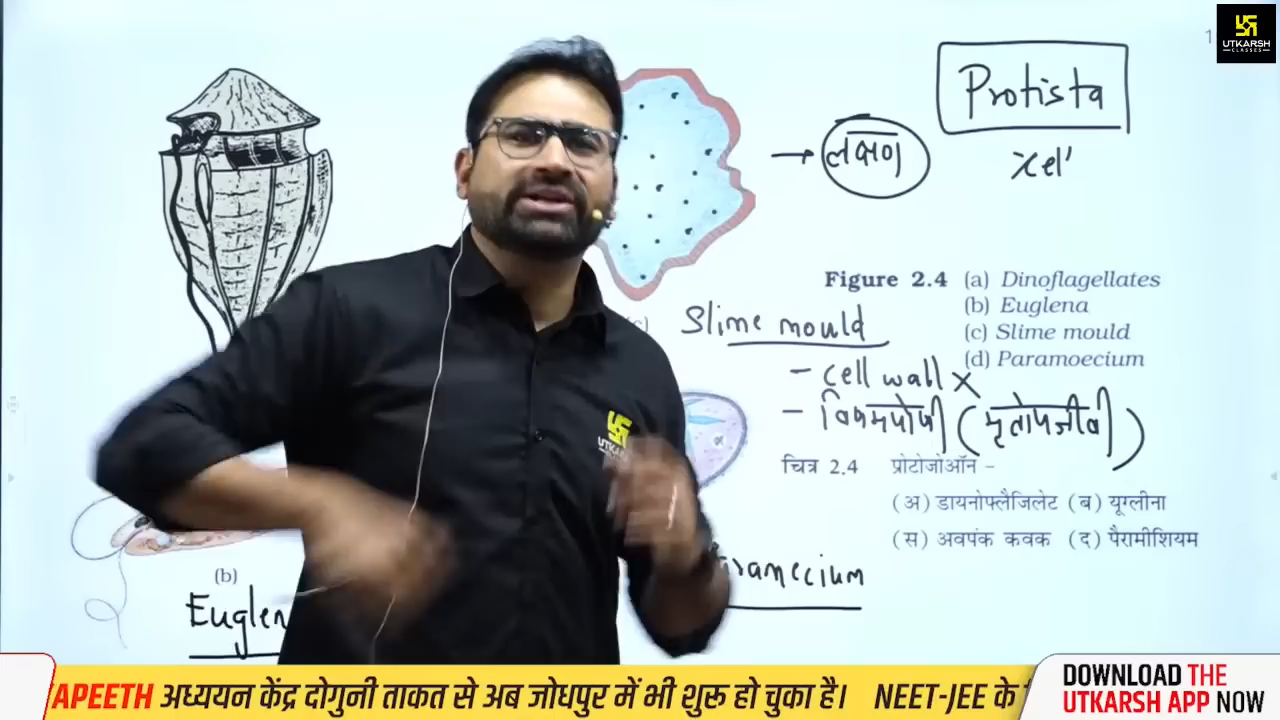 UTKARSH
CLASSES
Protista
→ लक्षण
Figure 2.4 (a) Dinoflagellates
(b) Euglena
(c) Slime mould
(d) Paramoecium
Slime mould
- cell wall ×
- विषमपोषी (मृतोपजीवी)
चित्र 2.4 प्रोटोजोऑन -
(अ) डायनोफ्लैजिलेट (ब) यूग्लीना
(स) अवपंक कवक (द) पैरामीशियम
(b)
अध्ययन केंद्र दोगुनी ताकत से अब जोधपुर में भी शुरू हो चुका है। NEET-JEE के
DOWNLOAD THE
UTKARSH APP NOW